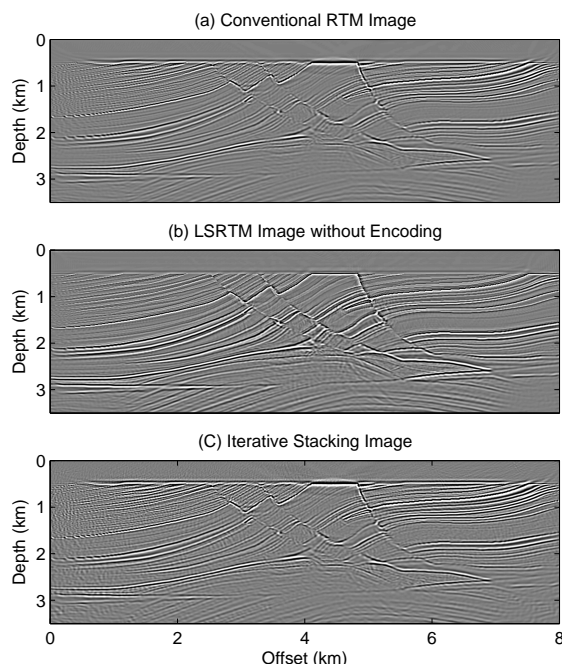 (a) Conventional RTM Image
0
1
2
3
Depth (km)
(b) LSRTM Image without Encoding
0
1
2
3
Depth (km)
(C) Iterative Stacking Image
0
1
2
3
Depth (km)
0 2 4 6 8
Offset (km)